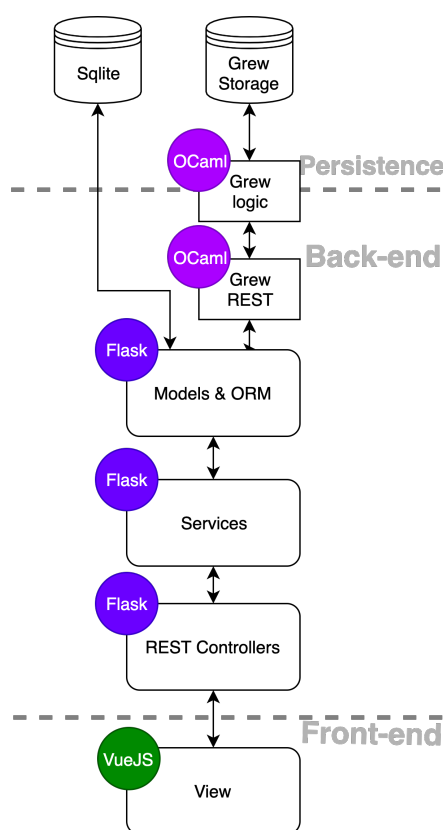 Sqlite
Grew
Storage
OCaml
Persistence
Grew
logic
OCaml
Back-end
Grew
REST
Flask
Models & ORM
Flask
Services
Flask
REST Controllers
Front-end
VueJS
View